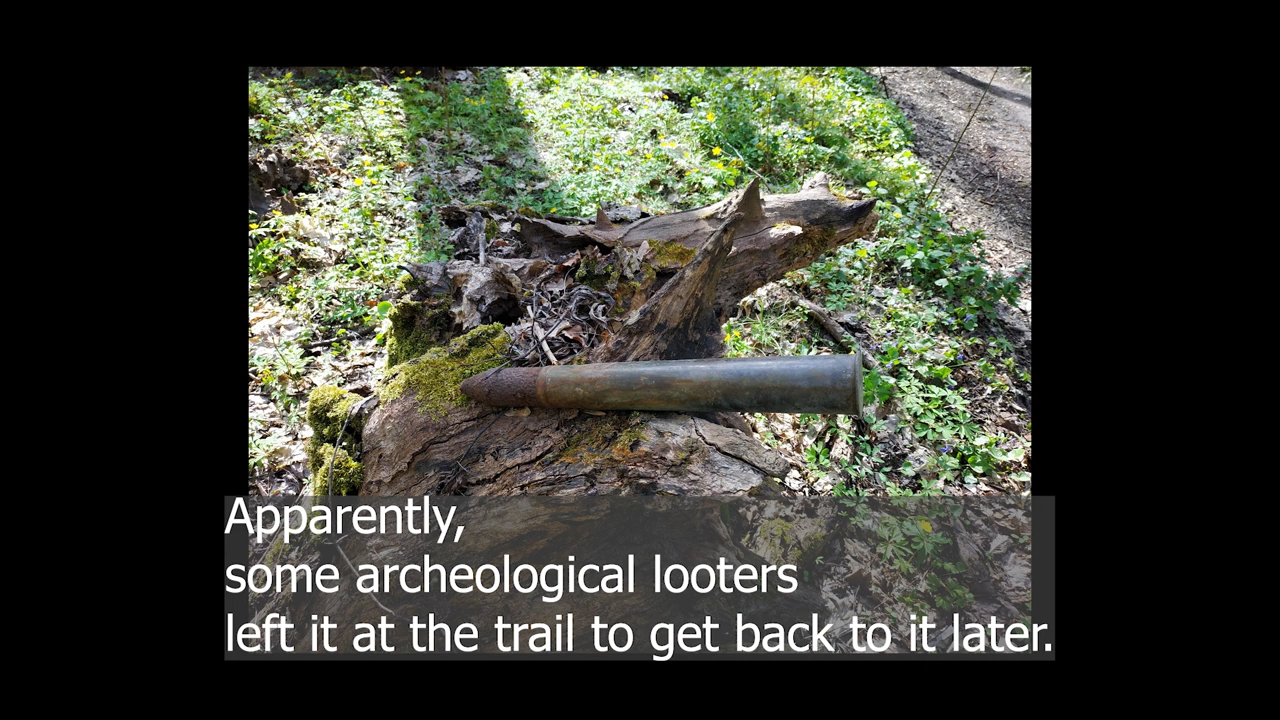 Apparently,
some archeological looters
left it at the trail to get back to it later.